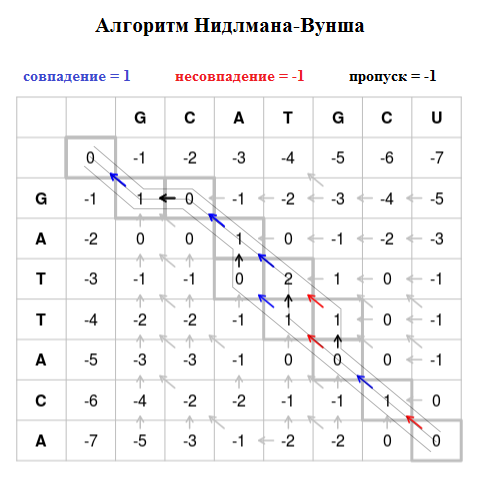 Алгоритм Нидлмана-Вунша
совпадение = 1 несовпадение = -1 пропуск = -1
G C A T G C U
0 -1 -2 -3 -4 -5 -6 -7
G -1 1 0 -1 -2 -3 -4 -5
A -2 0 0 1 0 -1 -2 -3
T -3 -1 -1 0 2 1 0 -1
T -4 -2 -2 -1 1 1 0 -1
A -5 -3 -3 -1 0 0 0 -1
C -6 -4 -2 -2 -1 -1 1 0
A -7 -5 -3 -1 -2 -2 0 0